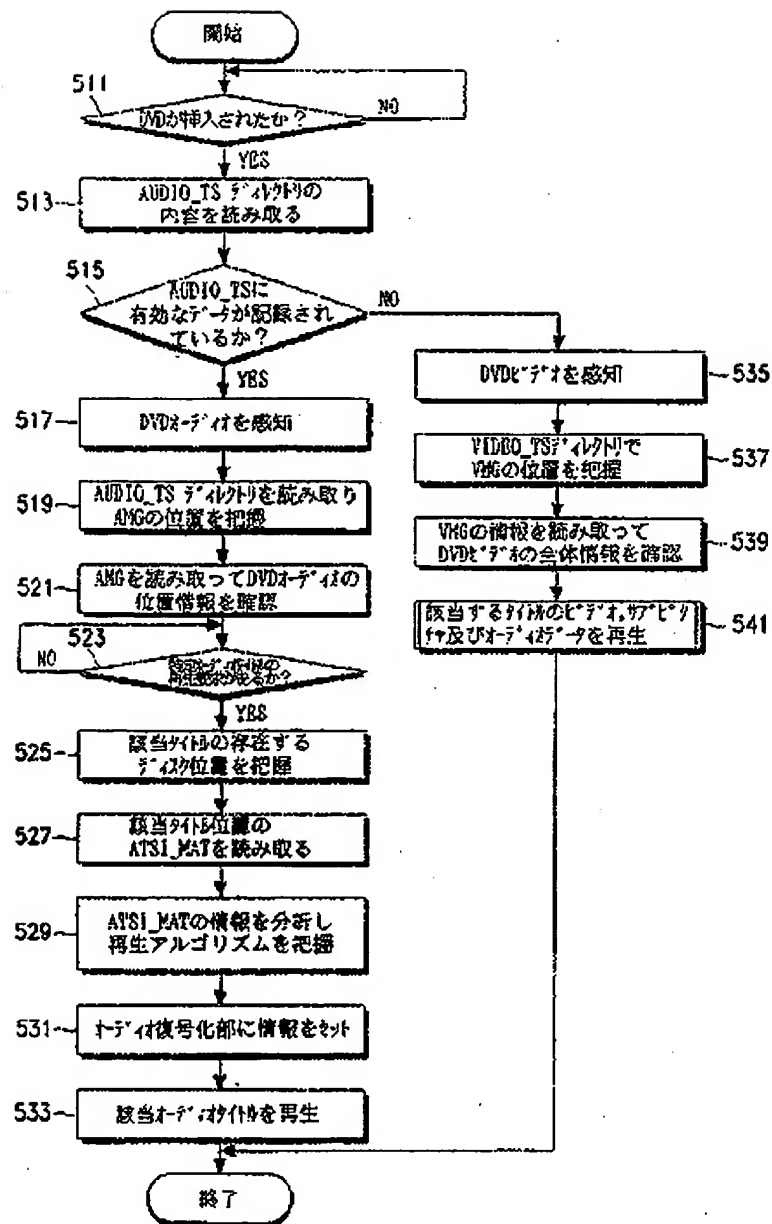 開始
511
DVDが挿入されたか？
NO
YES
513
AUDIO_TS ディレクトリの
内容を読み取る
515
AUDIO_TSに
有効なデータが記録され
ているか？
NO
YES
517
DVDオーディオを感知
519
AUDIO_TS ディレクトリを読み取り
AMGの位置を把握
521
AMGを読み取ってDVDオーディオの
位置情報を確認
523
NO
再生要求があるか？
YES
525
該当タイトルの存在する
ディスク位置を把握
527
該当タイトル位置の
ATSI_MATを読み取る
529
ATSI_MATの情報を分析し
再生アルゴリズムを把握
531
オーディオ復号化部に情報をセット
533
該当オーディオタイトルを再生
終了
DVDビデオを感知
535
VIDEO_TSディレクトリで
VMGの位置を把握
537
VMGの情報を読み取って
DVDビデオの全体情報を確認
539
該当するタイトルのビデオ,サブピク
チャ及びオーディオデータを再生
541